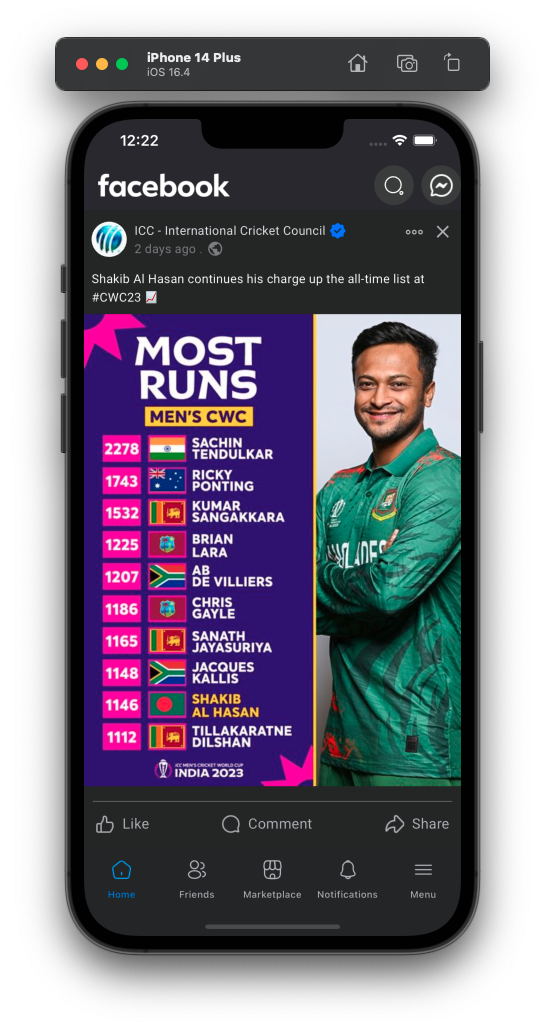 iPhone 14 Plus
iOS 16.4
12:22
facebook
ICC - International Cricket Council
2 days ago .
Shakib Al Hasan continues his charge up the all-time list at
#CWC23 📈
MOST
RUNS
MEN'S CWC
2278 SACHIN
TENDULKAR
1743 RICKY
PONTING
1532 KUMAR
SANGAKKARA
1225 BRIAN
LARA
1207 AB
DE VILLIERS
1186 CHRIS
GAYLE
1165 SANATH
JAYASURIYA
1148 JACQUES
KALLIS
1146 SHAKIB
AL HASAN
1112 TILLAKARATNE
DILSHAN
ICC MEN'S CRICKET WORLD CUP
INDIA 2023
Like
Comment
Share
Home
Friends
Marketplace
Notifications
Menu